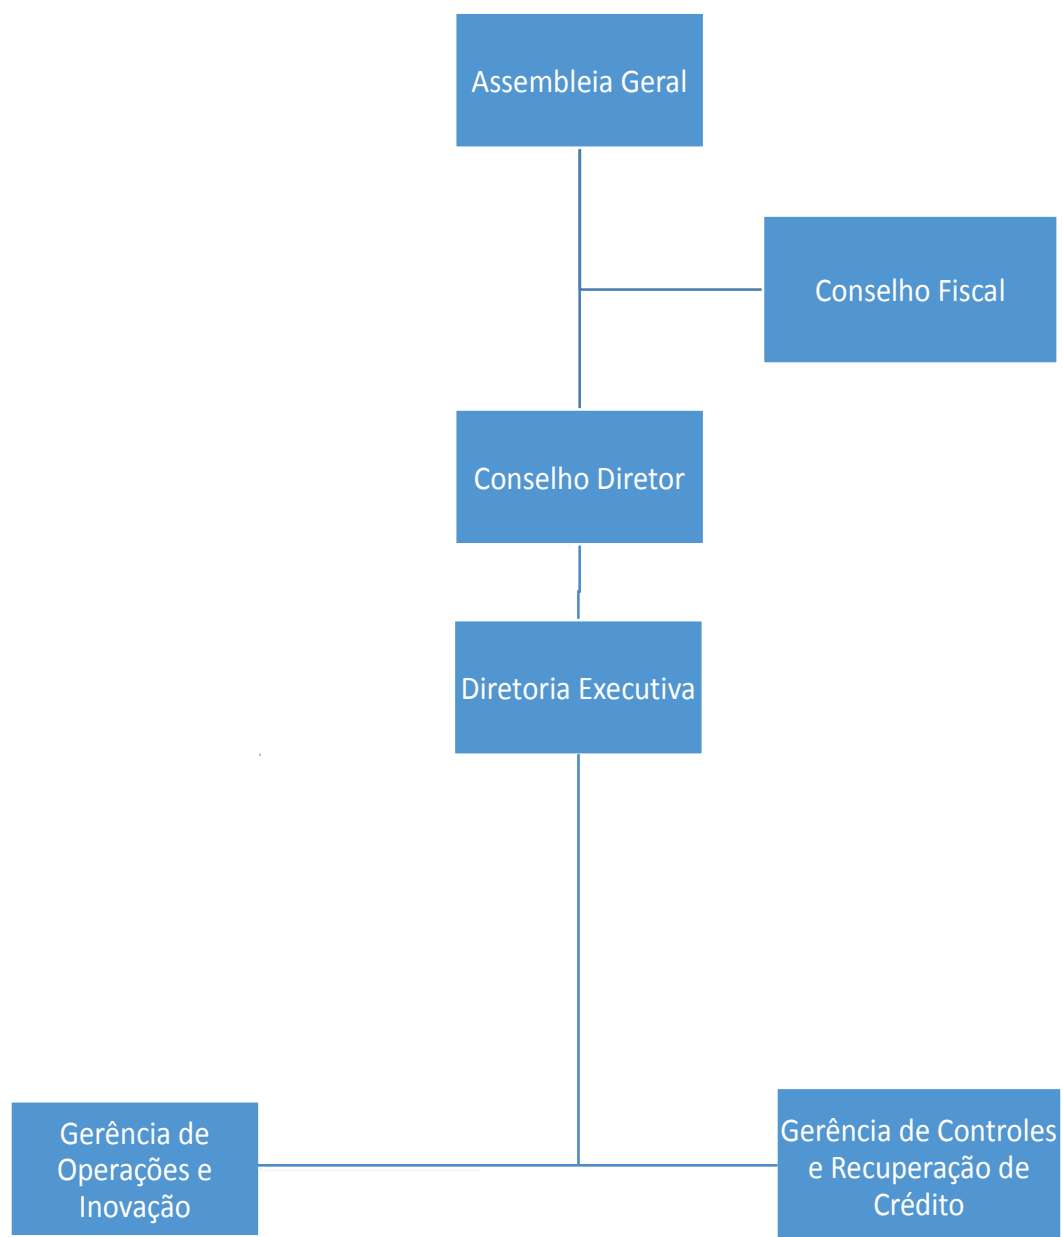 Assembleia Geral
Conselho Fiscal
Conselho Diretor
Diretoria Executiva
Gerência de
Operações e
Inovação
Gerência de Controles
e Recuperação de
Crédito